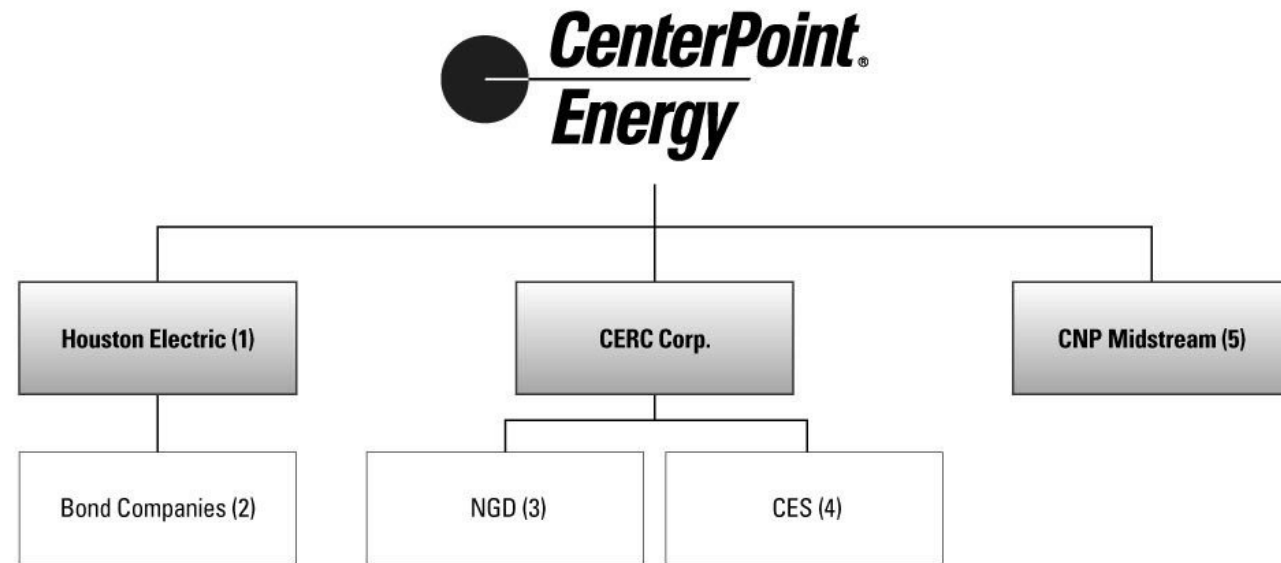 CenterPoint®
Energy
Houston Electric (1)
CERC Corp.
CNP Midstream (5)
Bond Companies (2)
NGD (3)
CES (4)